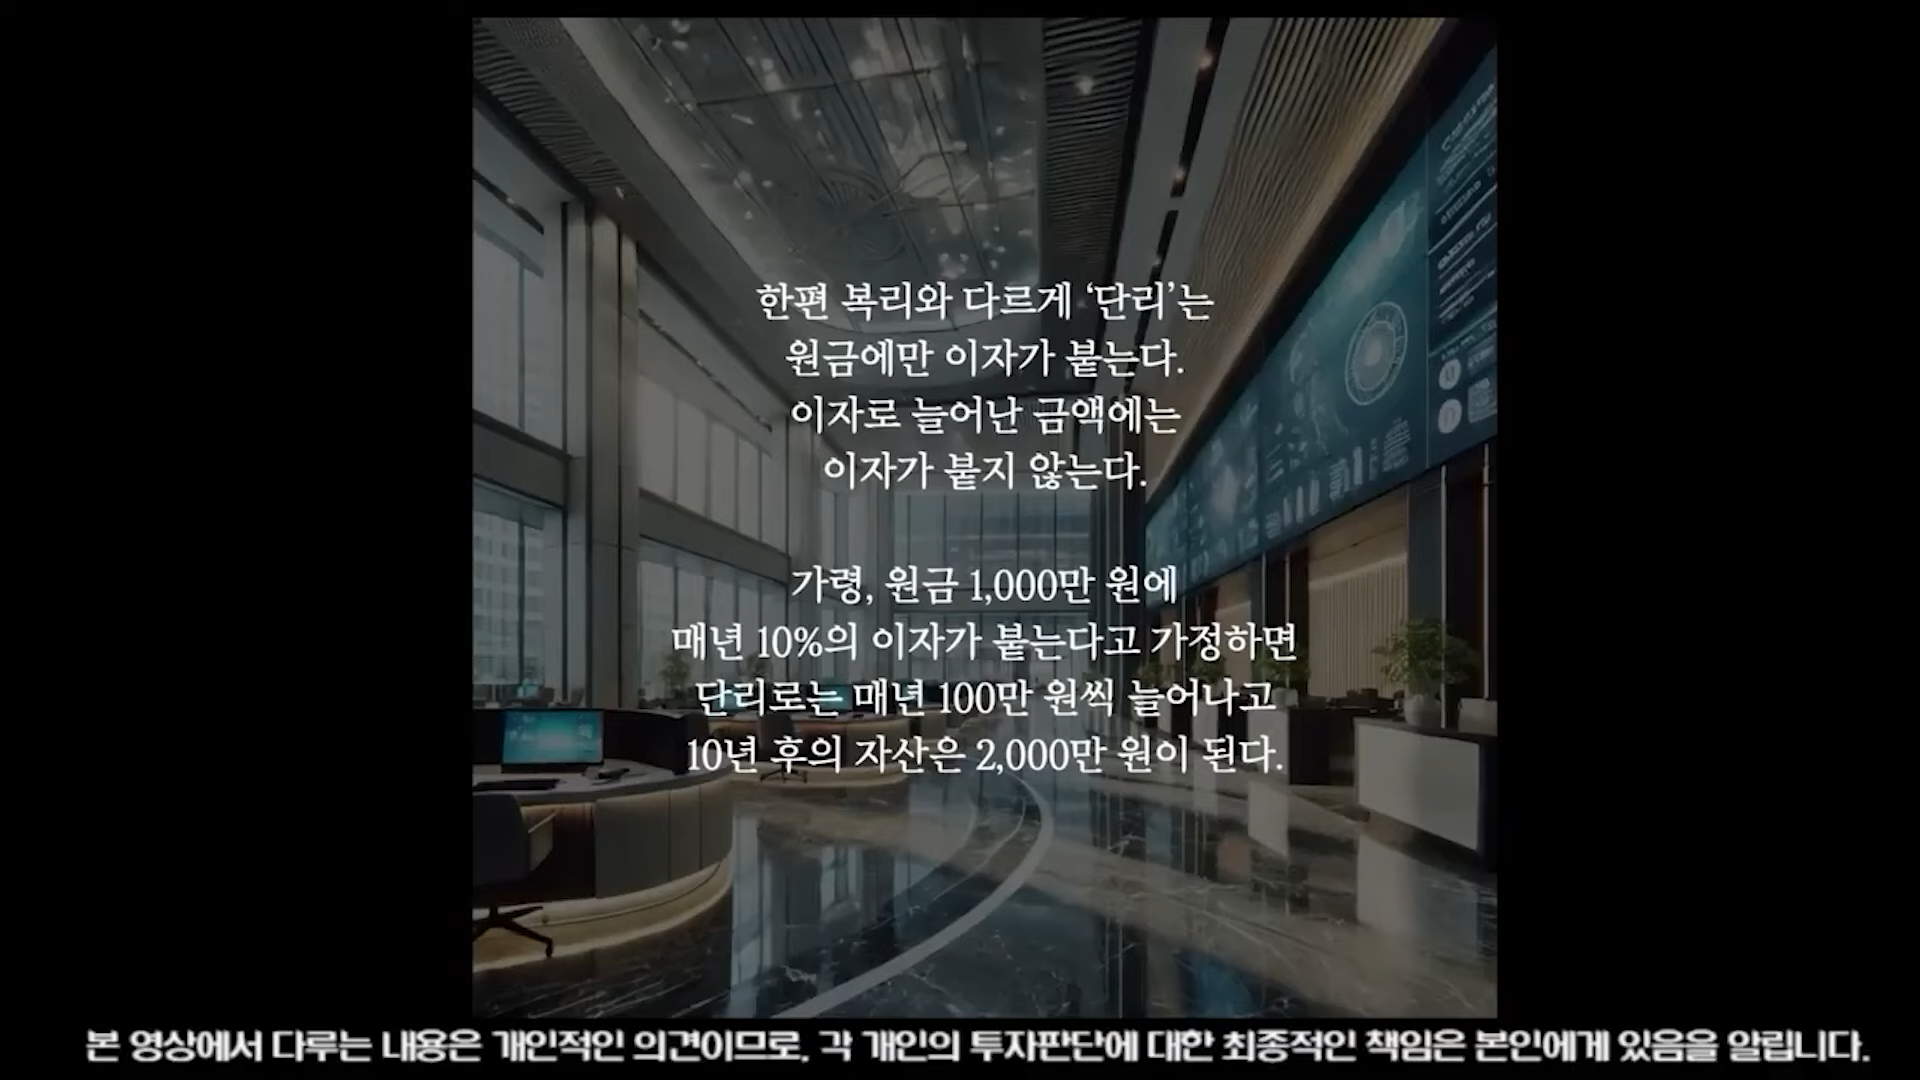 한편 복리와 다르게 ‘단리’는
원금에만 이자가 붙는다.
이자로 늘어난 금액에는
이자가 붙지 않는다.
가령, 원금 1,000만 원에
매년 10%의 이자가 붙는다고 가정하면
단리로는 매년 100만 원씩 늘어나고
10년 후의 자산은 2,000만 원이 된다.
본 영상에서 다루는 내용은 개인적인 의견이므로, 각 개인의 투자판단에 대한 최종적인 책임은 본인에게 있음을 알립니다.